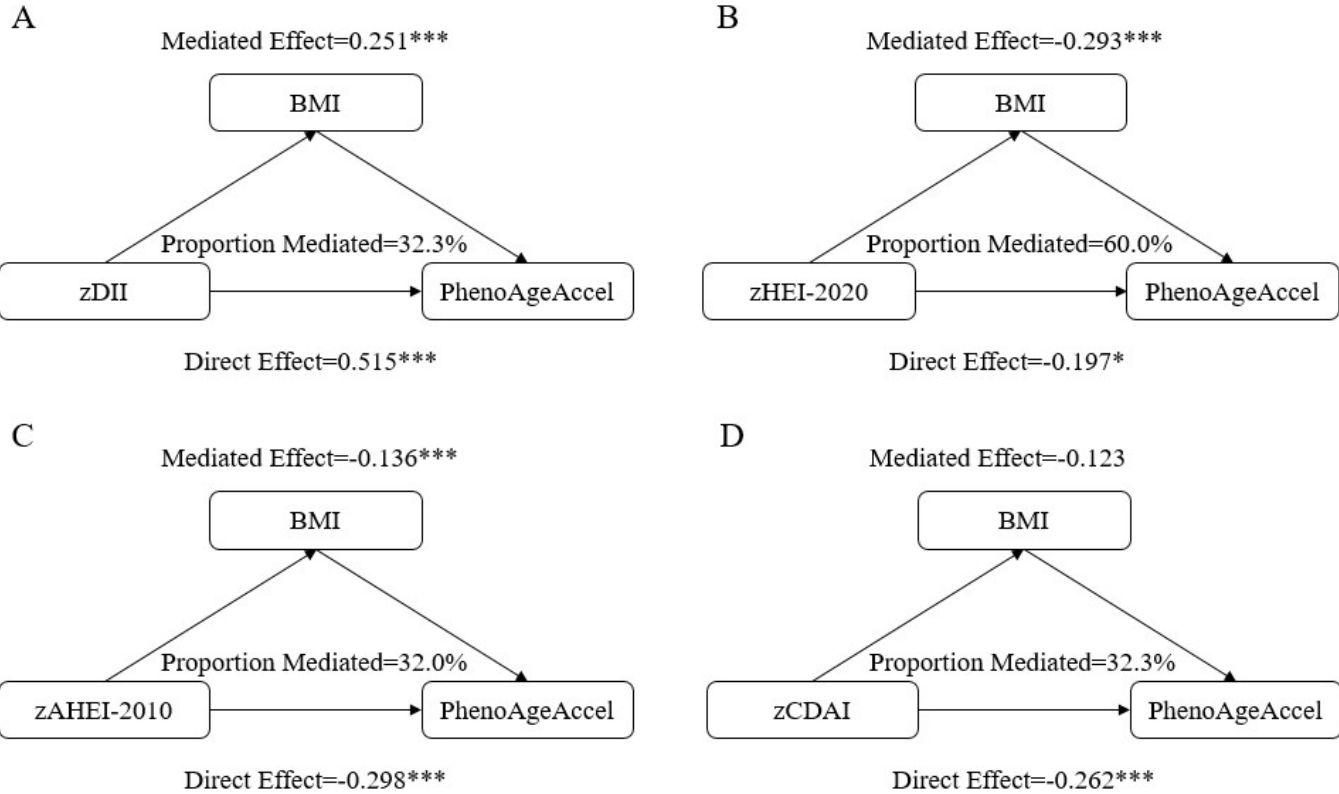 A
Mediated Effect=0.251***
BMI
Proportion Mediated=32.3%
zDII
PhenoAgeAccel
Direct Effect=0.515***
B
Mediated Effect=-0.293***
BMI
Proportion Mediated=60.0%
zHEI-2020
PhenoAgeAccel
Direct Effect=-0.197*
C
Mediated Effect=-0.136***
BMI
Proportion Mediated=32.0%
zAHEI-2010
PhenoAgeAccel
Direct Effect=-0.298***
D
Mediated Effect=-0.123
BMI
Proportion Mediated=32.3%
zCDAI
PhenoAgeAccel
Direct Effect=-0.262***